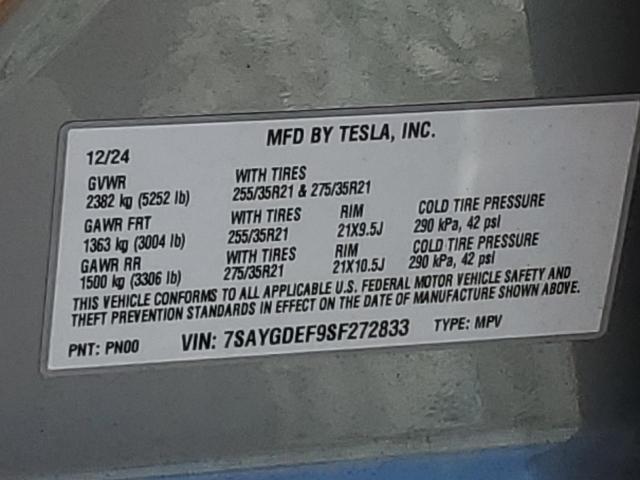 MFD BY TESLA, INC.
12/24
GVWR WITH TIRES
2382 kg (5252 lb) 255/35R21 & 275/35R21
GAWR FRT WITH TIRES RIM COLD TIRE PRESSURE
1363 kg (3004 lb) 255/35R21 21X9.5J 290 kPa, 42 psi
GAWR RR WITH TIRES RIM COLD TIRE PRESSURE
1500 kg (3306 lb) 275/35R21 21X10.5J 290 kPa, 42 psi
THIS VEHICLE CONFORMS TO ALL APPLICABLE U.S. FEDERAL MOTOR VEHICLE SAFETY AND
THEFT PREVENTION STANDARDS IN EFFECT ON THE DATE OF MANUFACTURE SHOWN ABOVE.
PNT: PN00 VIN: 7SAYGDEF9SF272833 TYPE: MPV